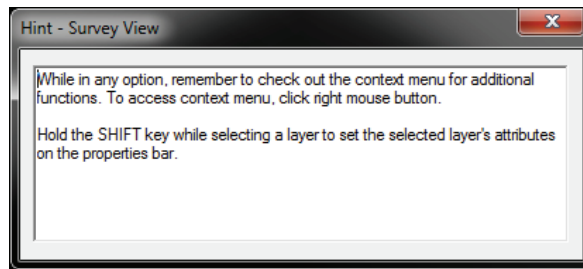 Hint - Survey View
While in any option, remember to check out the context menu for additional
functions. To access context menu, click right mouse button.
Hold the SHIFT key while selecting a layer to set the selected layer's attributes
on the properties bar.